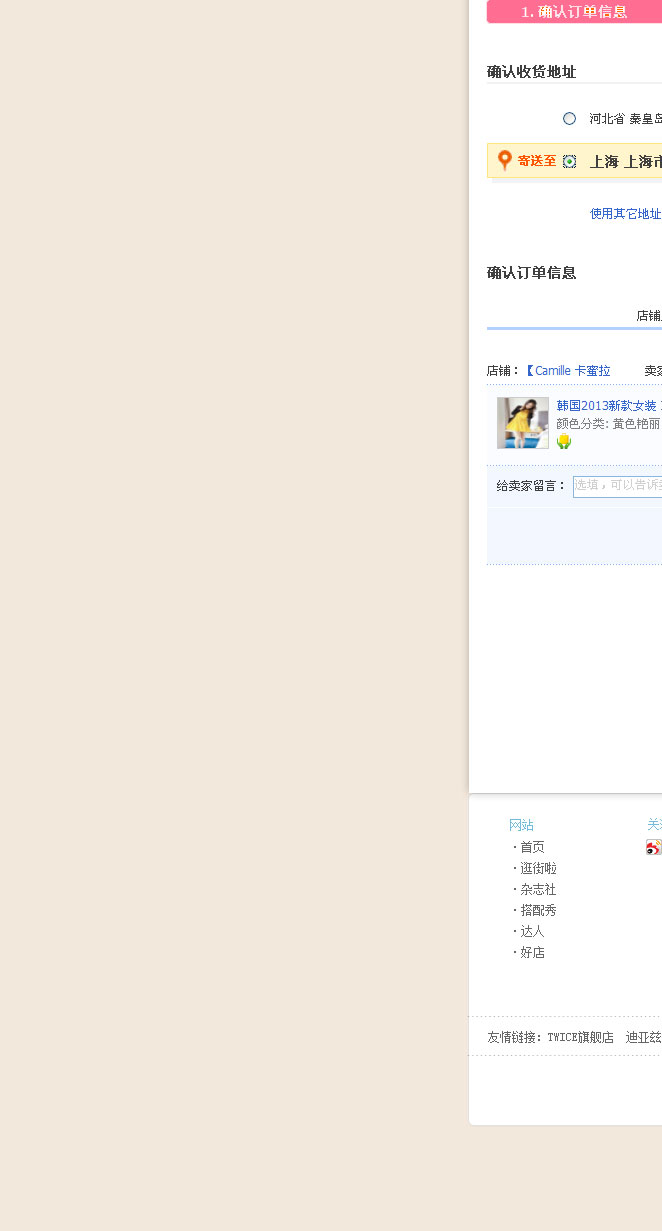 1. 确认订单信息
确认收货地址
河北省 秦皇岛
寄送至 上海 上海市
使用其它地址
确认订单信息
店铺
店铺：【Camille 卡蜜拉 卖家
韩国2013新款女装
颜色分类: 黄色艳丽
给卖家留言： 选填，可以告诉卖
网站 关注
· 首页
· 逛街啦
· 杂志社
· 搭配秀
· 达人
· 好店
友情链接: TWICE旗舰店 迪亚兹